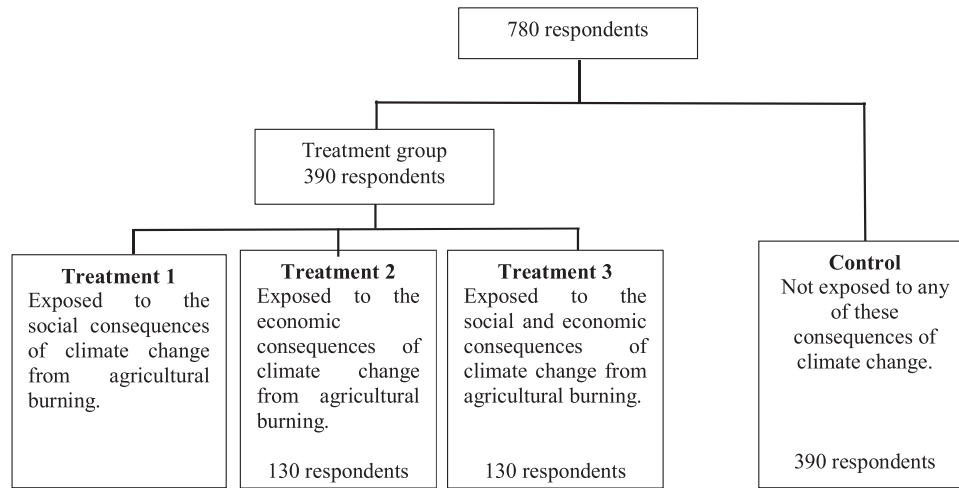 780 respondents
Treatment group
390 respondents
Treatment 1
Exposed to the
social consequences
of climate change
from agricultural
burning.
Treatment 2
Exposed to the
economic
consequences of
climate change
from agricultural
burning.
130 respondents
Treatment 3
Exposed to the
social and economic
consequences of
climate change from
agricultural burning.
130 respondents
Control
Not exposed to any
of these
consequences of
climate change.
390 respondents